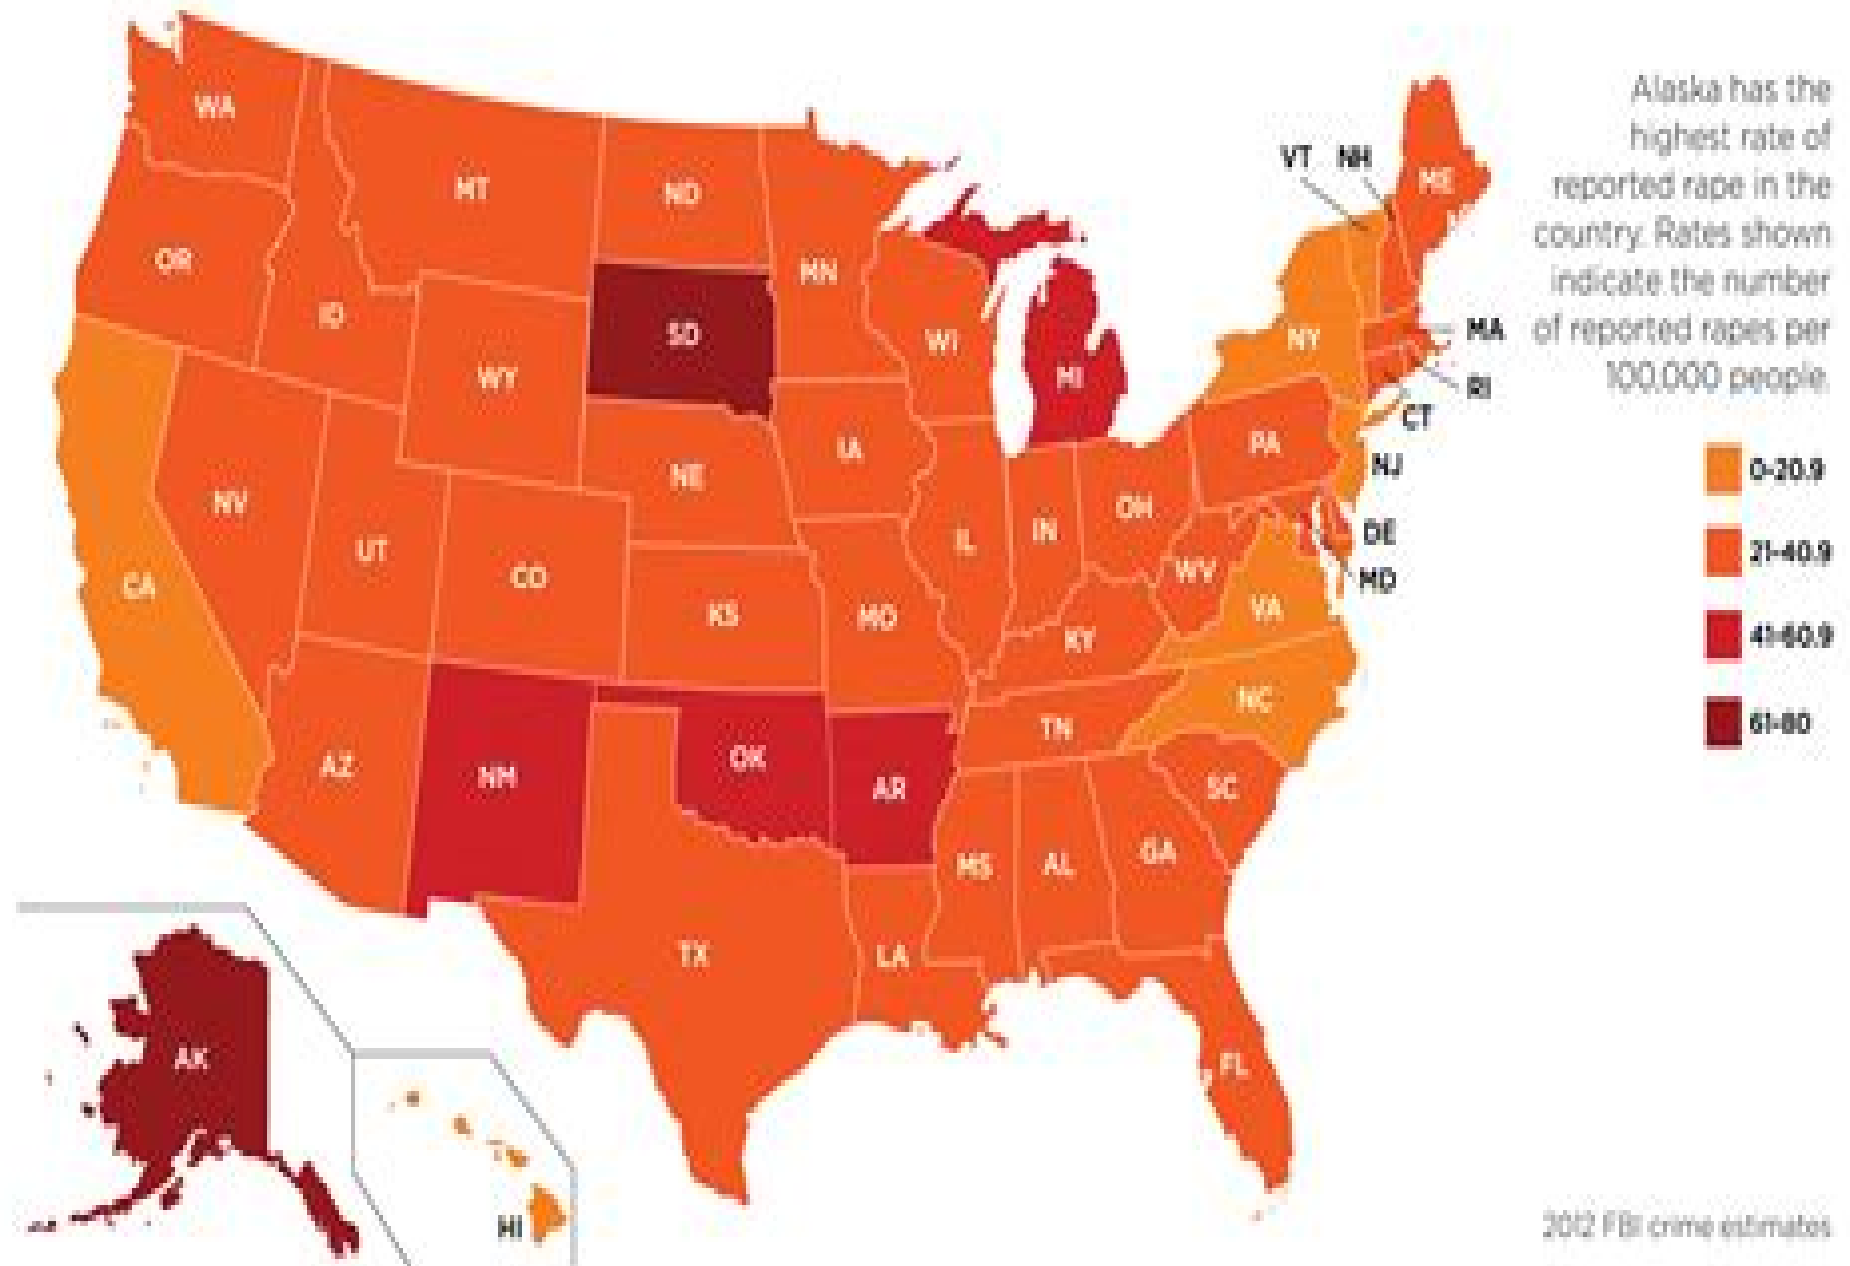 WA
MT
ND
MN
VT NH
ME
OR
ID
WY
SD
WI
MI
NY
MA
RI
CT
NJ
PA
IA
NE
NV
UT
CO
CA
KS
MO
IL
IN
OH
WV
DE
MD
VA
KY
NC
TN
AZ
NM
OK
AR
SC
MS
AL
GA
TX
LA
FL
AK
HI
Alaska has the
highest rate of
reported rape in the
country. Rates shown
indicate the number
of reported rapes per
100,000 people.
0-20.9
21-40.9
41-60.9
61-80
2012 FBI crime estimates